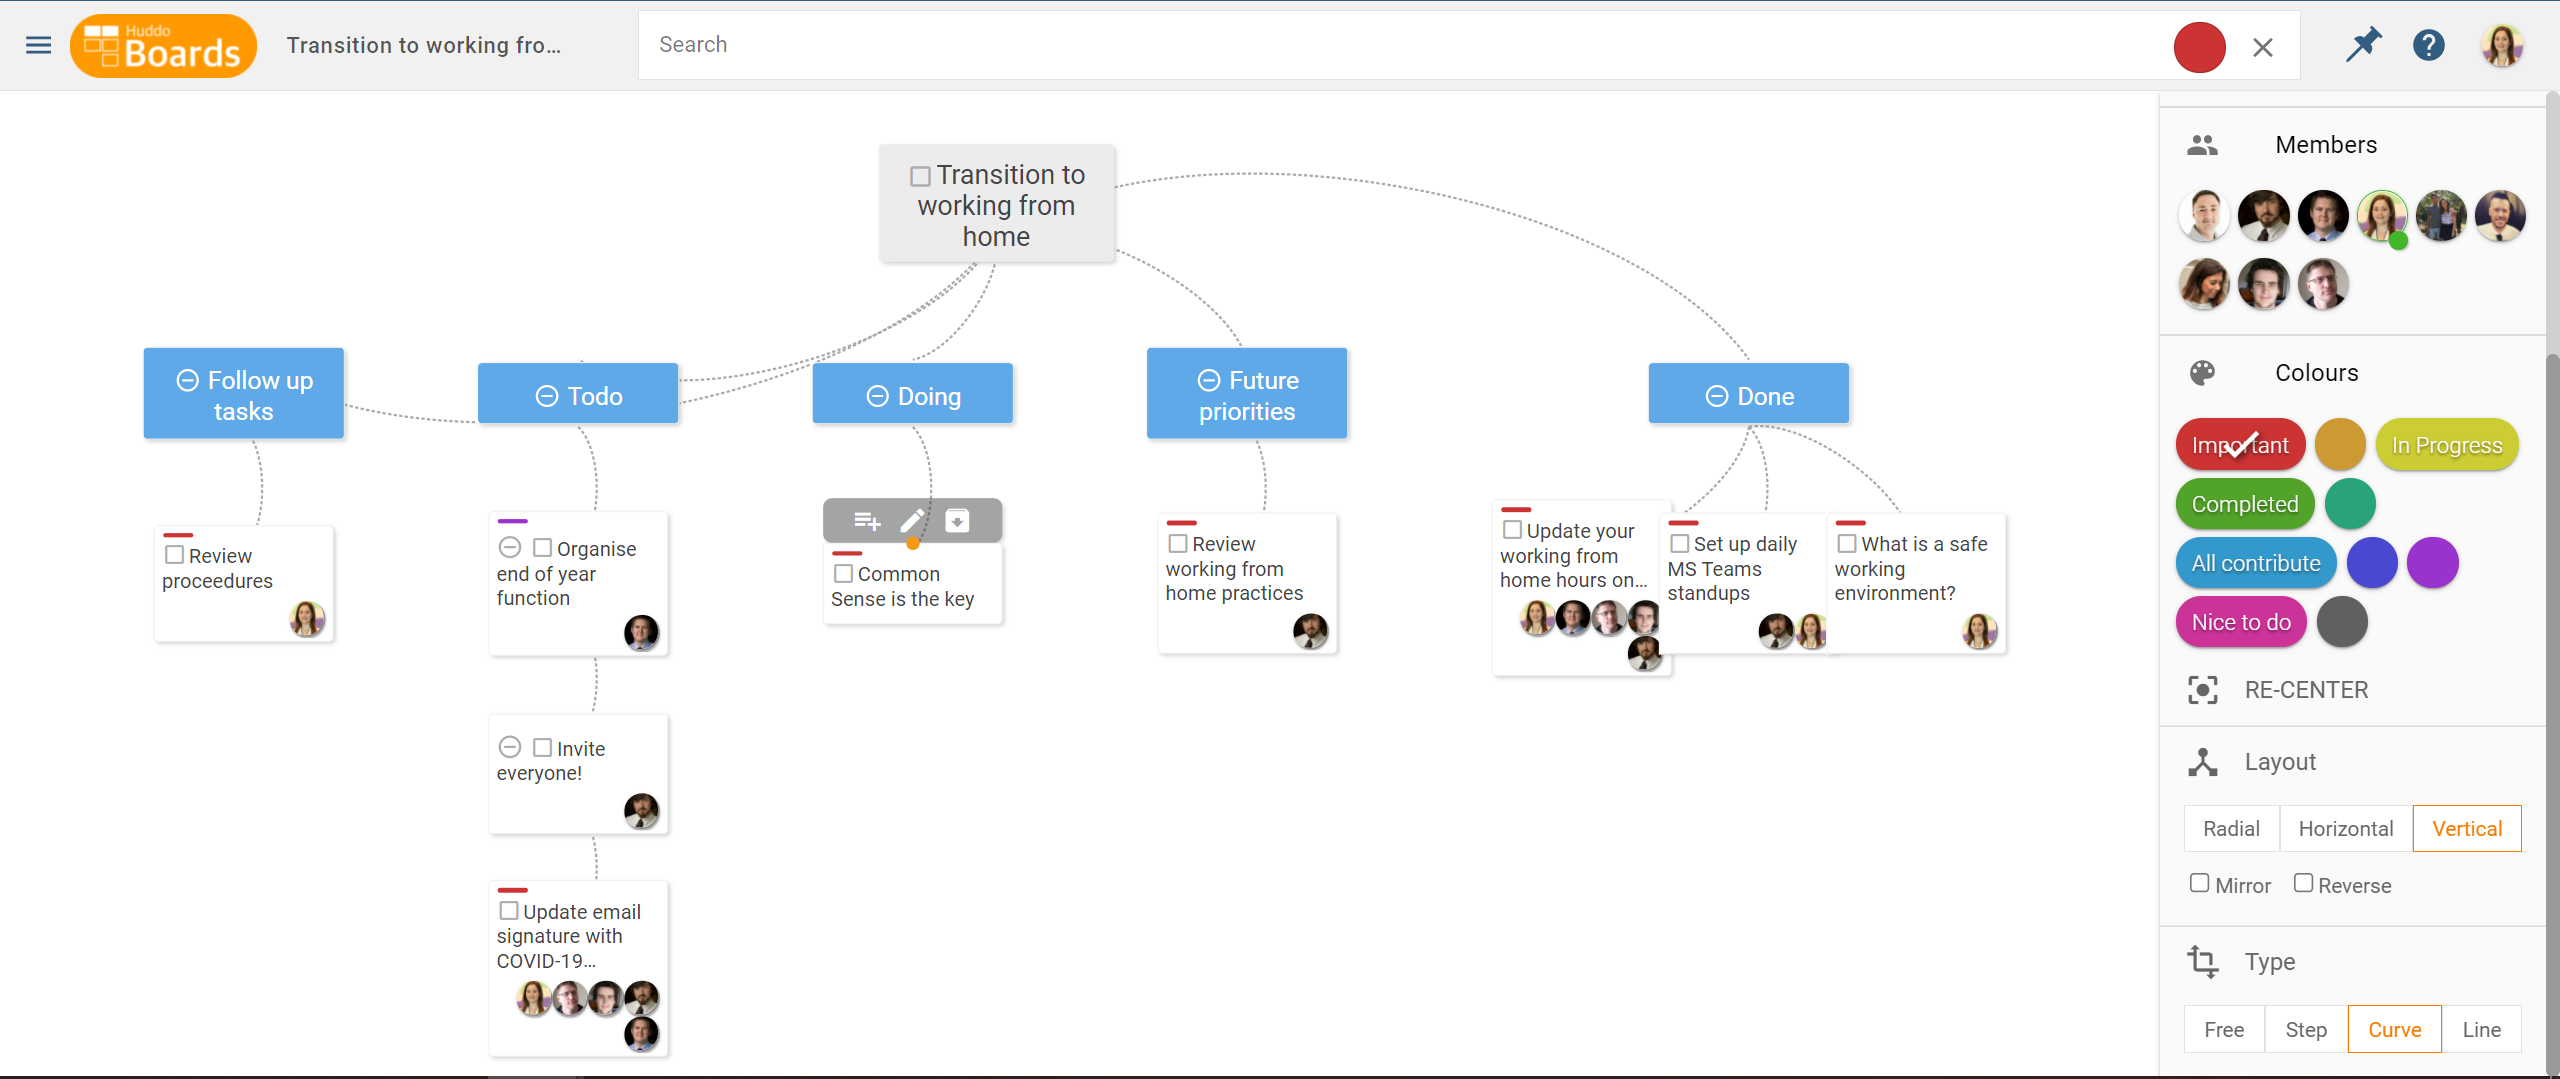 Huddo
Boards
Transition to working fro...
Search
Transition to
working from
home
Follow up
tasks
Todo
Doing
Future
priorities
Done
Review
proceedures
Organise
end of year
function
Invite
everyone!
Update email
signature with
COVID-19...
Common
Sense is the key
Review
working from
home practices
Update your
working from
home hours on...
Set up daily
MS Teams
standups
What is a safe
working
environment?
Members
Colours
Important
In Progress
Completed
All contribute
Nice to do
RE-CENTER
Layout
Radial
Horizontal
Vertical
Mirror
Reverse
Type
Free
Step
Curve
Line